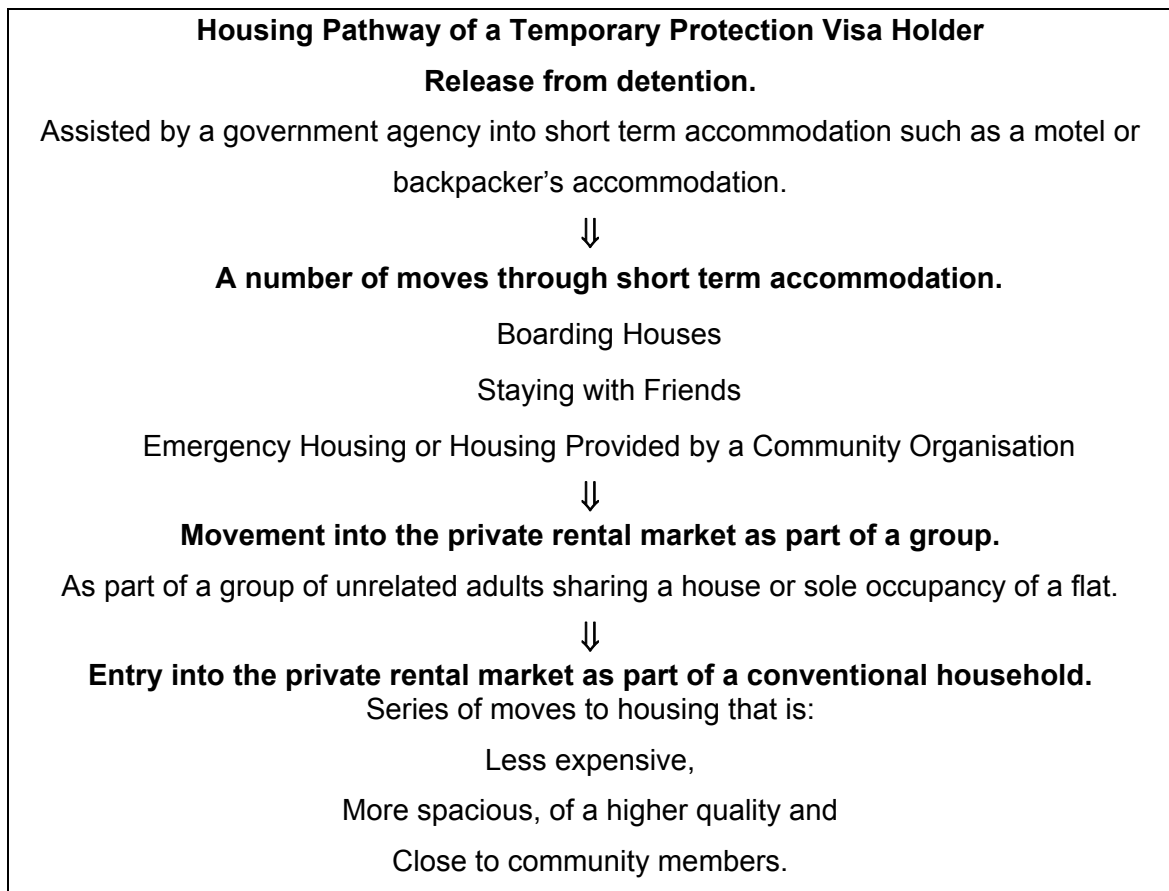 Housing Pathway of a Temporary Protection Visa Holder
Release from detention.
Assisted by a government agency into short term accommodation such as a motel or
backpacker’s accommodation.
⇓
A number of moves through short term accommodation.
Boarding Houses
Staying with Friends
Emergency Housing or Housing Provided by a Community Organisation
⇓
Movement into the private rental market as part of a group.
As part of a group of unrelated adults sharing a house or sole occupancy of a flat.
⇓
Entry into the private rental market as part of a conventional household.
Series of moves to housing that is:
Less expensive,
More spacious, of a higher quality and
Close to community members.